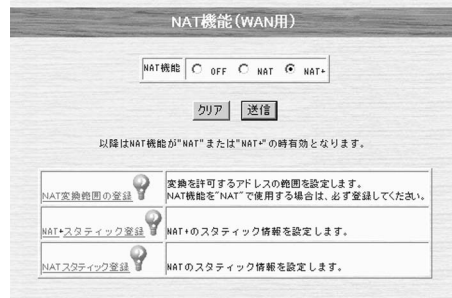 NAT機能(WAN用)
NAT機能 OFF NAT NAT+
クリア 送信
以降はNAT機能が"NAT"または"NAT+"の時有効となります。
NAT変換範囲の登録
変換を許可するアドレスの範囲を設定します。
NAT機能を"NAT"で使用する場合は、必ず登録してください。
NAT+スタティック登録
NAT+のスタティック情報を設定します。
NATスタティック登録
NATのスタティック情報を設定します。